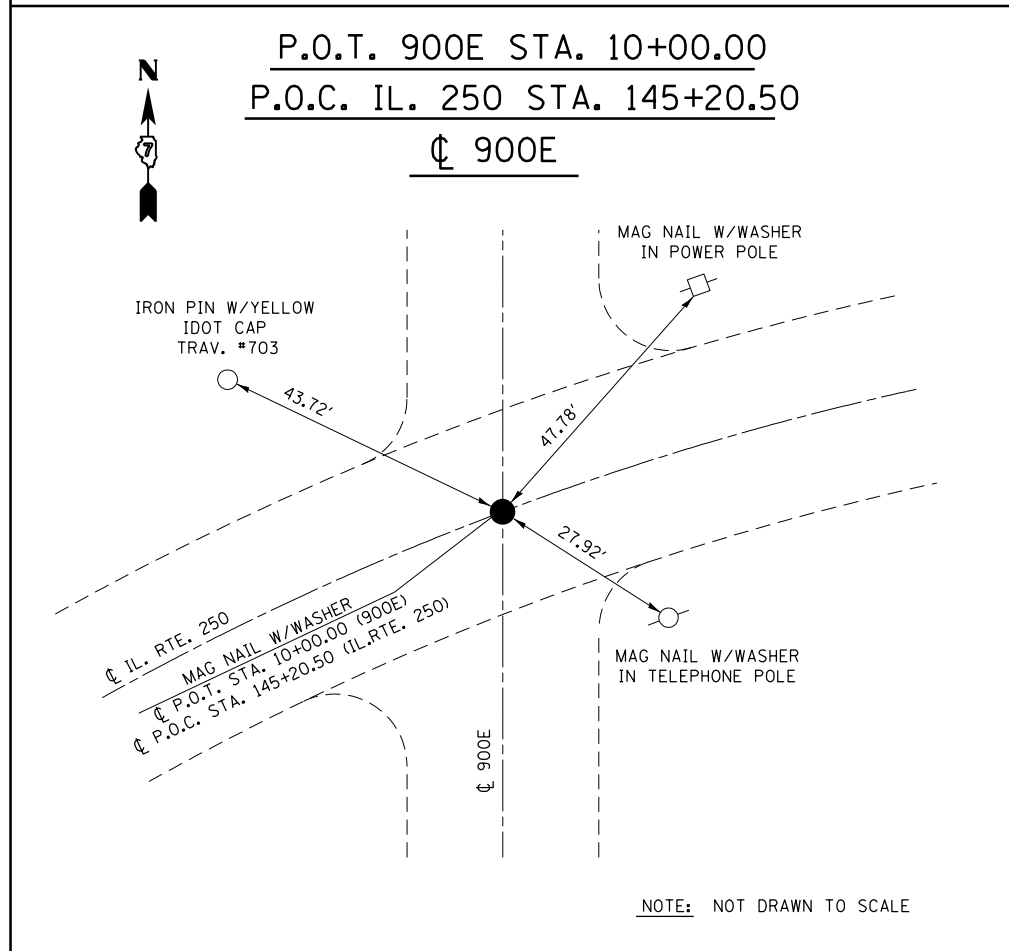 P.O.T. 900E STA. 10+00.00
P.O.C. IL. 250 STA. 145+20.50
℄ 900E
N
7
MAG NAIL W/WASHER
IN POWER POLE
IRON PIN W/YELLOW
IDOT CAP
TRAV. #703
43.72'
47.78'
27.92'
℄ IL. RTE. 250
MAG NAIL W/WASHER
℄ P.O.T. STA. 10+00.00 (900E)
℄ P.O.C. STA. 145+20.50 (IL.RTE. 250)
MAG NAIL W/WASHER
IN TELEPHONE POLE
℄ 900E
NOTE: NOT DRAWN TO SCALE